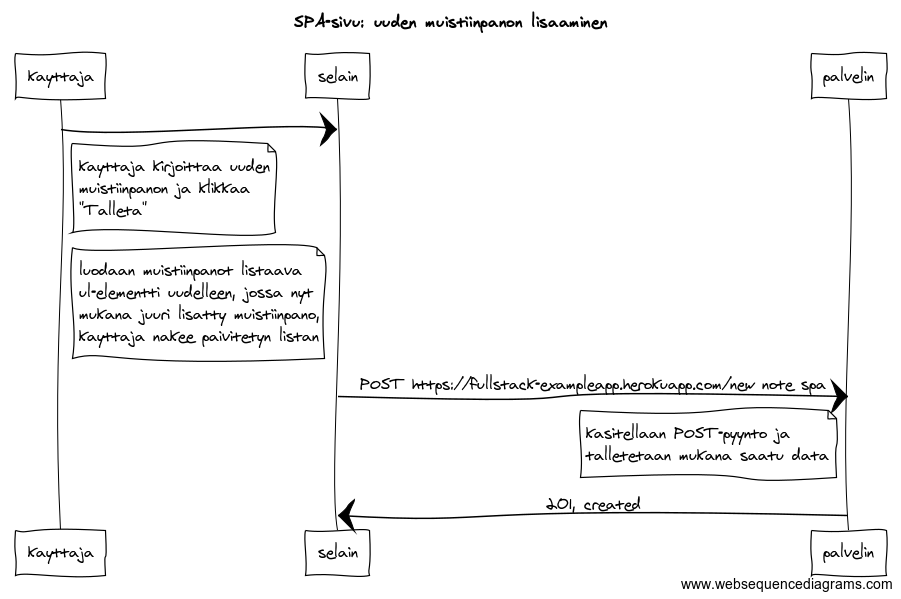 SPA-sivu: uuden muistiinpanon lisaaminen
kayttaja
selain
palvelin
kayttaja kirjoittaa uuden
muistiinpanon ja klikkaa
"Talleta"
luodaan muistiinpanot listaava
ul-elementti uudelleen, jossa nyt
mukana juuri lisatty muistiinpano,
kayttaja nakee paivitetyn listan
POST https://fullstack-exampleapp.herokuapp.com/new note spa
kasitellaan POST-pyynto ja
talletetaan mukana saatu data
201, created
kayttaja
selain
palvelin
www.websequencediagrams.com